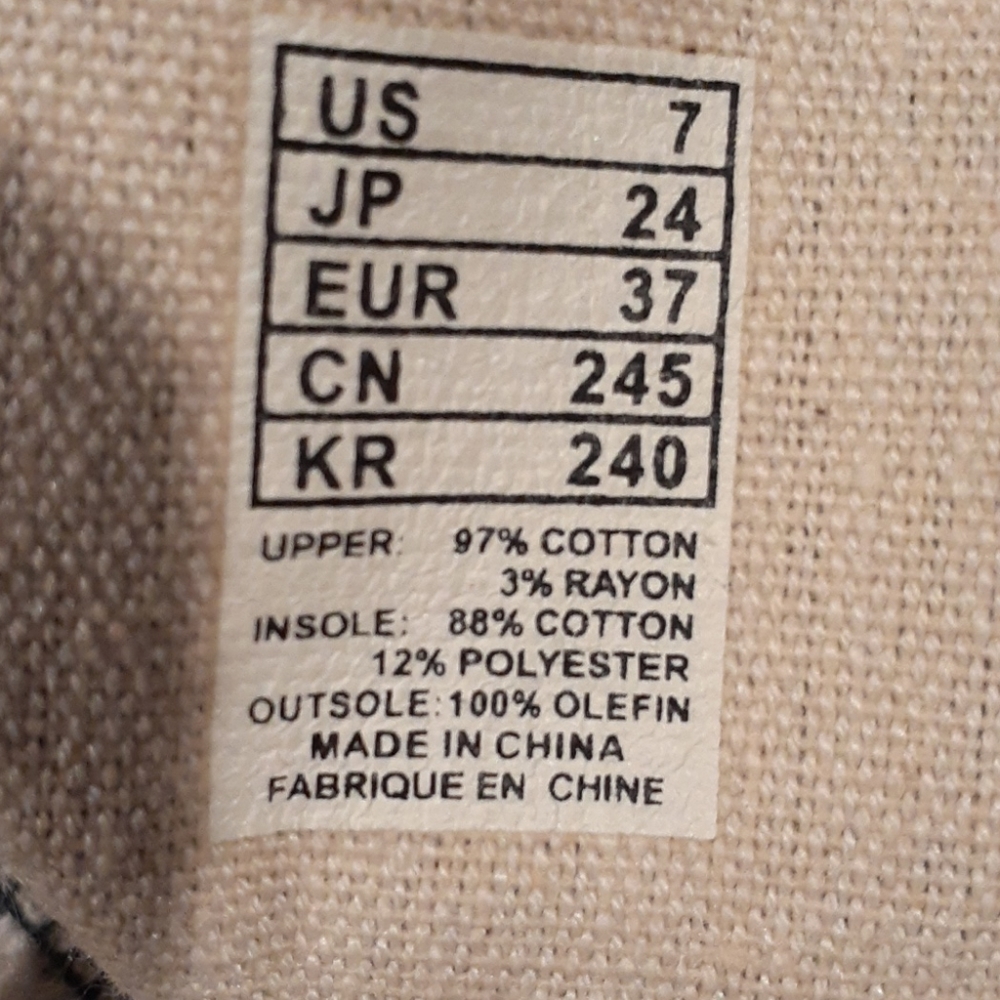 US 7
JP 24
EUR 37
CN 245
KR 240
UPPER: 97% COTTON
3% RAYON
INSOLE: 88% COTTON
12% POLYESTER
OUTSOLE: 100% OLEFIN
MADE IN CHINA
FABRIQUE EN CHINE